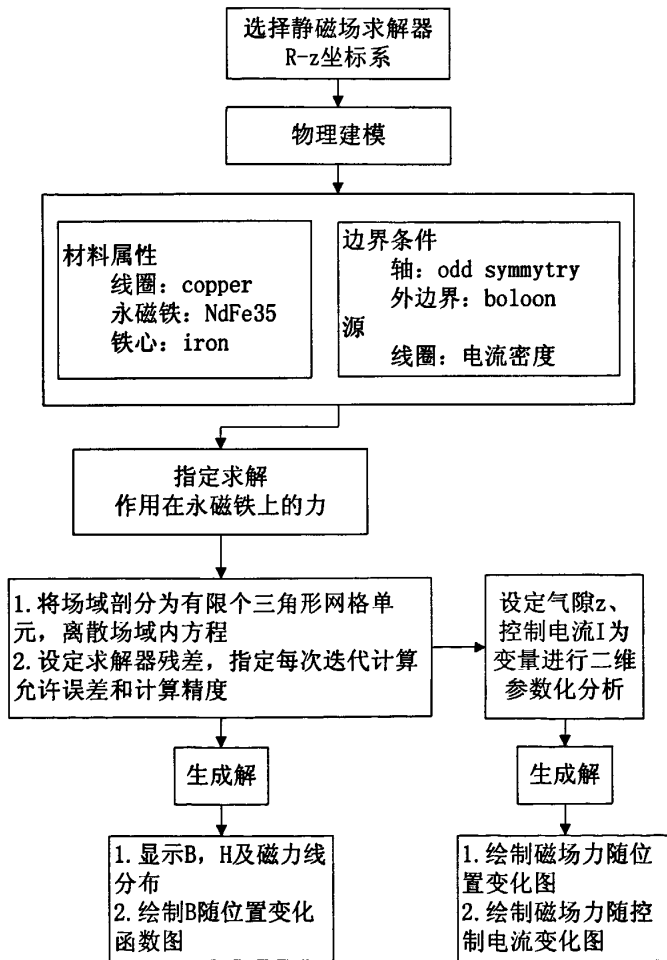 选择静磁场求解器
R-z坐标系
物理建模
材料属性
线圈: copper
永磁铁: NdFe35
铁心: iron
边界条件
轴: odd symmytry
外边界: boloon
源
线圈: 电流密度
指定求解
作用在永磁铁上的力
1.将场域剖分为有限个三角形网格单
元，离散场域内方程
2.设定求解器残差，指定每次迭代计算
允许误差和计算精度
设定气隙z、
控制电流I为
变量进行二维
参数化分析
生成解
生成解
1.显示B，H及磁力线
分布
2.绘制B随位置变化
函数图
1.绘制磁场力随位
置变化图
2.绘制磁场力随控
制电流变化图